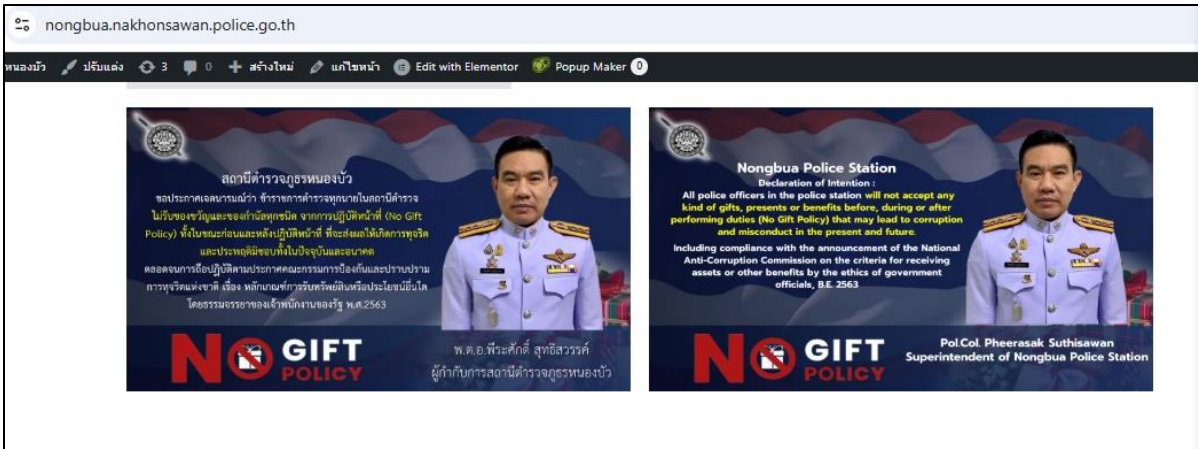 nongbua.nakhonsawan.police.go.th
หนองบัว ปรับแต่ง 3 0 + สร้างใหม่ แก้ไขหน้า Edit with Elementor Popup Maker 0
สถานีตำรวจภูธรหนองบัว
ขอประกาศเจตนารมณ์ว่า ข้าราชการตำรวจทุกนายในสถานีตำรวจ
ไม่รับของขวัญและของกำนัลทุกชนิด จากการปฏิบัติหน้าที่ (No Gift
Policy) ทั้งในขณะก่อนและหลังปฏิบัติหน้าที่ ที่จะส่งผลให้เกิดการทุจริต
และประพฤติมิชอบทั้งในปัจจุบันและอนาคต
ตลอดจนการถือปฏิบัติตามประกาศคณะกรรมการป้องกันและปราบปราม
การทุจริตแห่งชาติ เรื่อง หลักเกณฑ์การรับทรัพย์สินหรือประโยชน์อื่นใด
โดยธรรมจรรยาของเจ้าพนักงานของรัฐ พ.ศ.2563
NO GIFT
POLICY
พ.ต.อ.พีระศักดิ์ สุทธิสวรรค์
ผู้กำกับการสถานีตำรวจภูธรหนองบัว
Nongbua Police Station
Declaration of Intention :
All police officers in the police station will not accept any
kind of gifts, presents or benefits before, during or after
performing duties (No Gift Policy) that may lead to corruption
and misconduct in the present and future.
Including compliance with the announcement of the National
Anti-Corruption Commission on the criteria for receiving
assets or other benefits by the ethics of government
officials, B.E. 2563
NO GIFT
POLICY
Pol.Col. Pheerasak Suthisawan
Superintendent of Nongbua Police Station